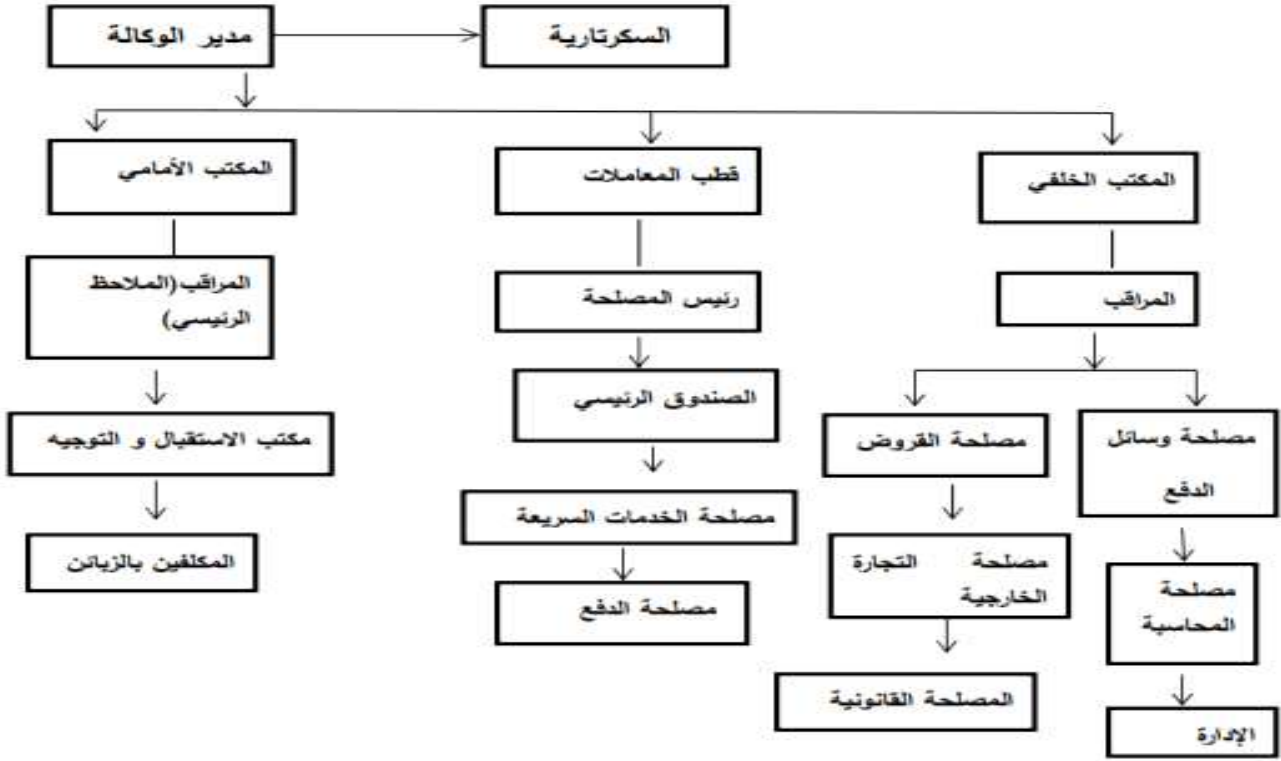 السكرتارية
مدير الوكالة
المكتب الخلفي
قطب المعاملات
المكتب الأمامي
المراقب
رئيس المصلحة
المراقب(الملاحظ
الرئيسي)
مصلحة وسائل
الدفع
مصلحة القروض
الصندوق الرئيسي
مكتب الاستقبال و التوجيه
مصلحة
المحاسبة
مصلحة التجارة
الخارجية
مصلحة الخدمات السريعة
المكلفين بالزبائن
مصلحة الدفع
الإدارة
المصلحة القانونية